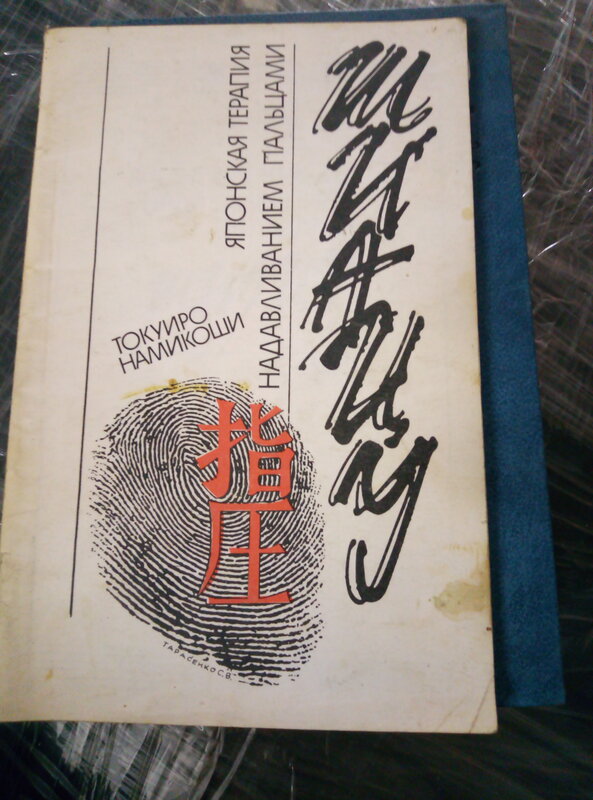 ТОКУИРО
НАМИКОШИ
ЯПОНСКАЯ ТЕРАПИЯ
НАДАВЛИВАНИЕМ ПАЛЬЦАМИ
ШИАЦУ
指圧
ТАРАСЕНКО С.В.